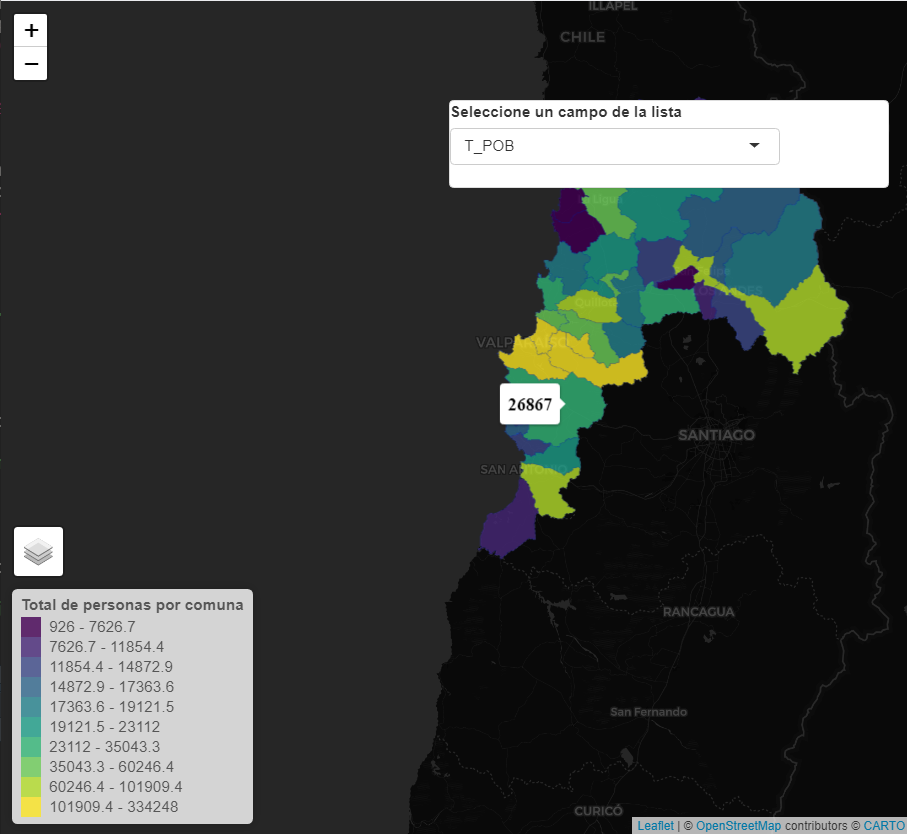 +
−
ILLAPEL
CHILE
Seleccione un campo de la lista
T_POB
VALPARAÍSO
26867
SANTIAGO
SAN ANTONIO
RANCAGUA
San Fernando
CURICÓ
Total de personas por comuna
926 - 7626.7
7626.7 - 11854.4
11854.4 - 14872.9
14872.9 - 17363.6
17363.6 - 19121.5
19121.5 - 23112
23112 - 35043.3
35043.3 - 60246.4
60246.4 - 101909.4
101909.4 - 334248
Leaflet | © OpenStreetMap contributors © CARTO